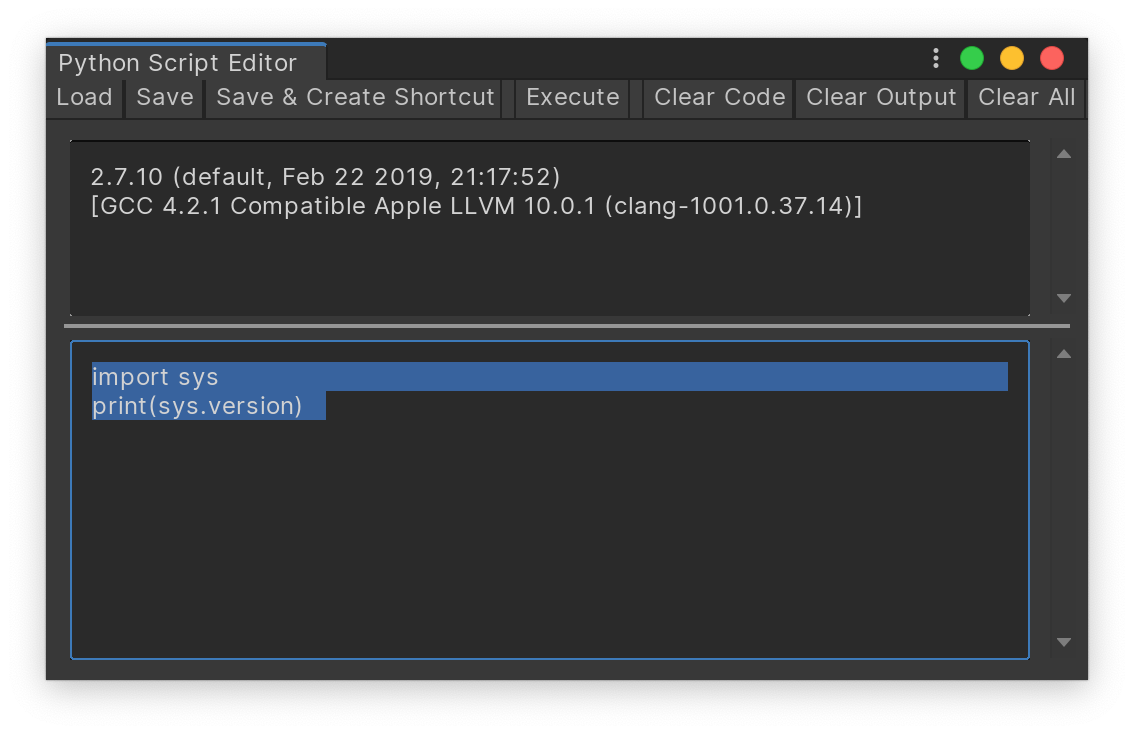 Python Script Editor
Load Save Save & Create Shortcut Execute Clear Code Clear Output Clear All
2.7.10 (default, Feb 22 2019, 21:17:52)
[GCC 4.2.1 Compatible Apple LLVM 10.0.1 (clang-1001.0.37.14)]
import sys
print(sys.version)